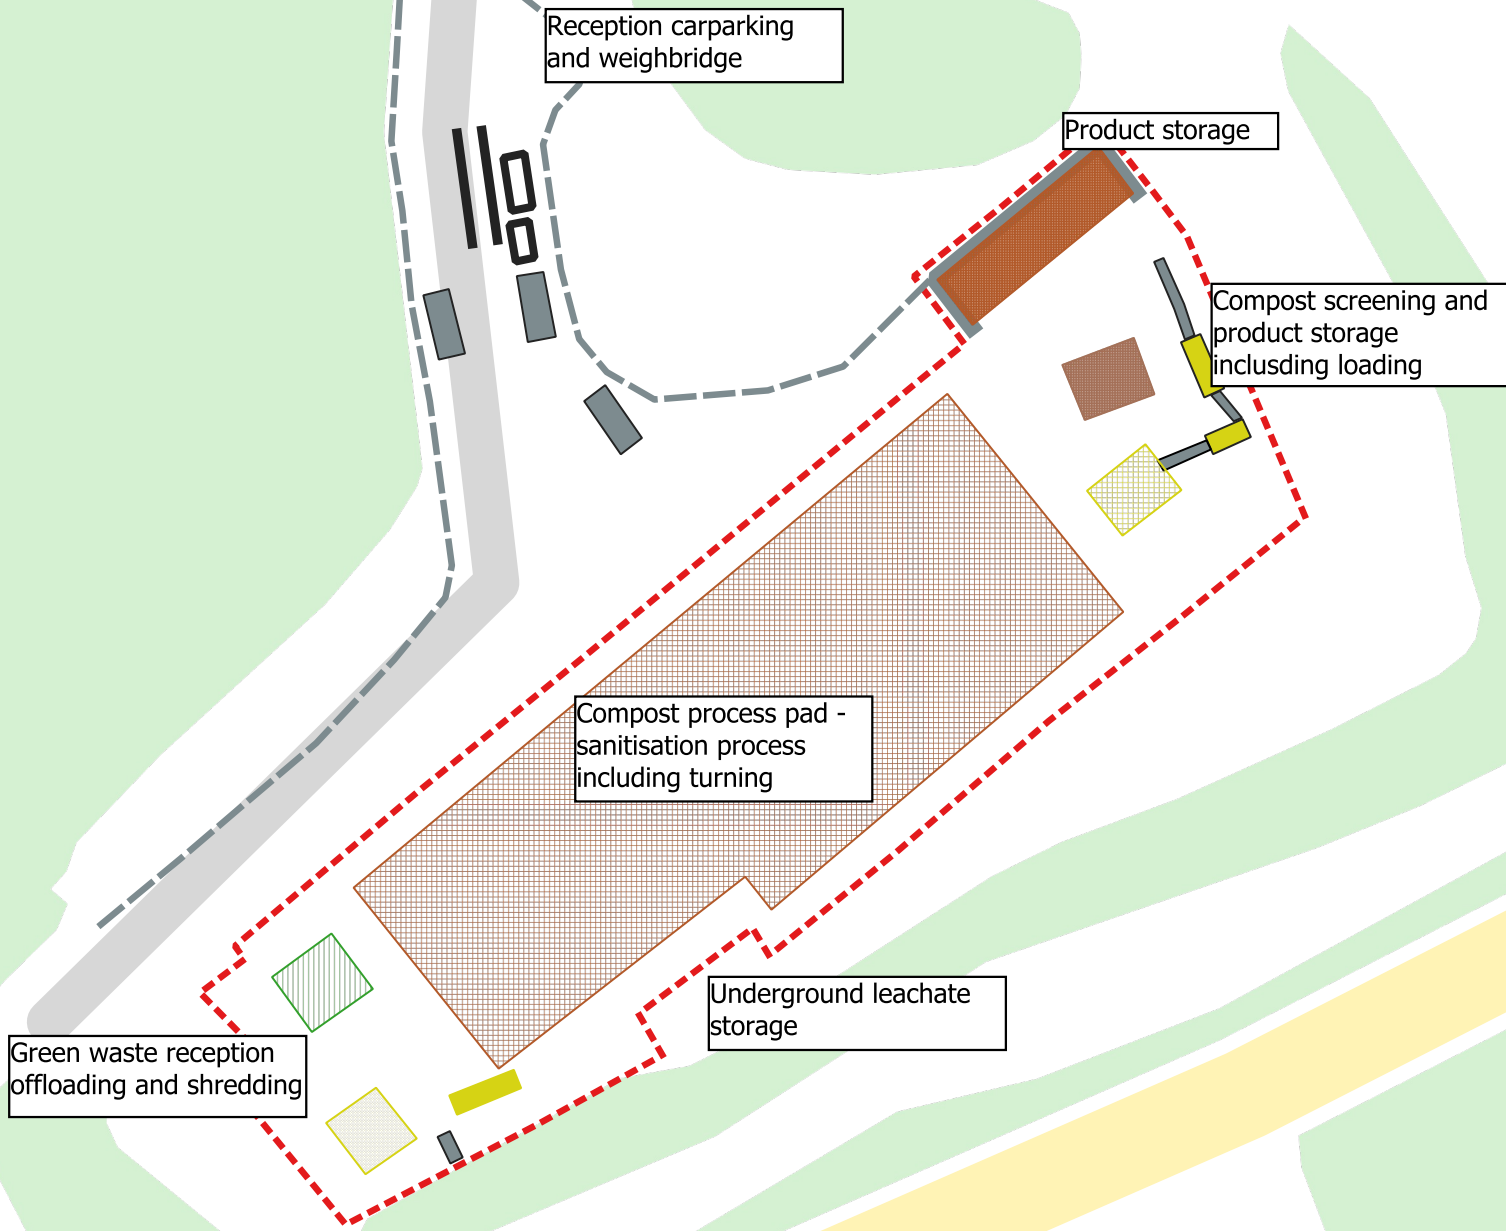 Reception carparking
and weighbridge
Product storage
Compost screening and
product storage
inclusding loading
Compost process pad -
sanitisation process
including turning
Underground leachate
storage
Green waste reception
offloading and shredding